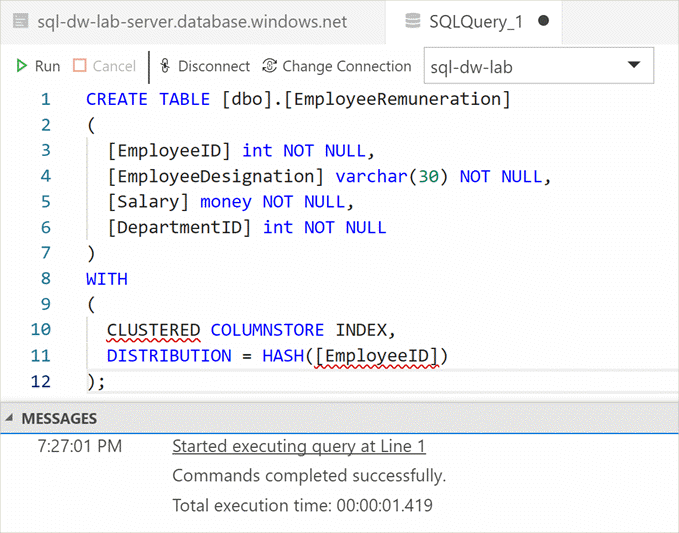 sql-dw-lab-server.database.windows.net SQLQuery_1
Run Cancel Disconnect Change Connection sql-dw-lab
1 CREATE TABLE [dbo].[EmployeeRemuneration]
2 (
3 [EmployeeID] int NOT NULL,
4 [EmployeeDesignation] varchar(30) NOT NULL,
5 [Salary] money NOT NULL,
6 [DepartmentID] int NOT NULL
7 )
8 WITH
9 (
10 CLUSTERED COLUMNSTORE INDEX,
11 DISTRIBUTION = HASH([EmployeeID])
12 );
MESSAGES
7:27:01 PM Started executing query at Line 1
Commands completed successfully.
Total execution time: 00:00:01.419